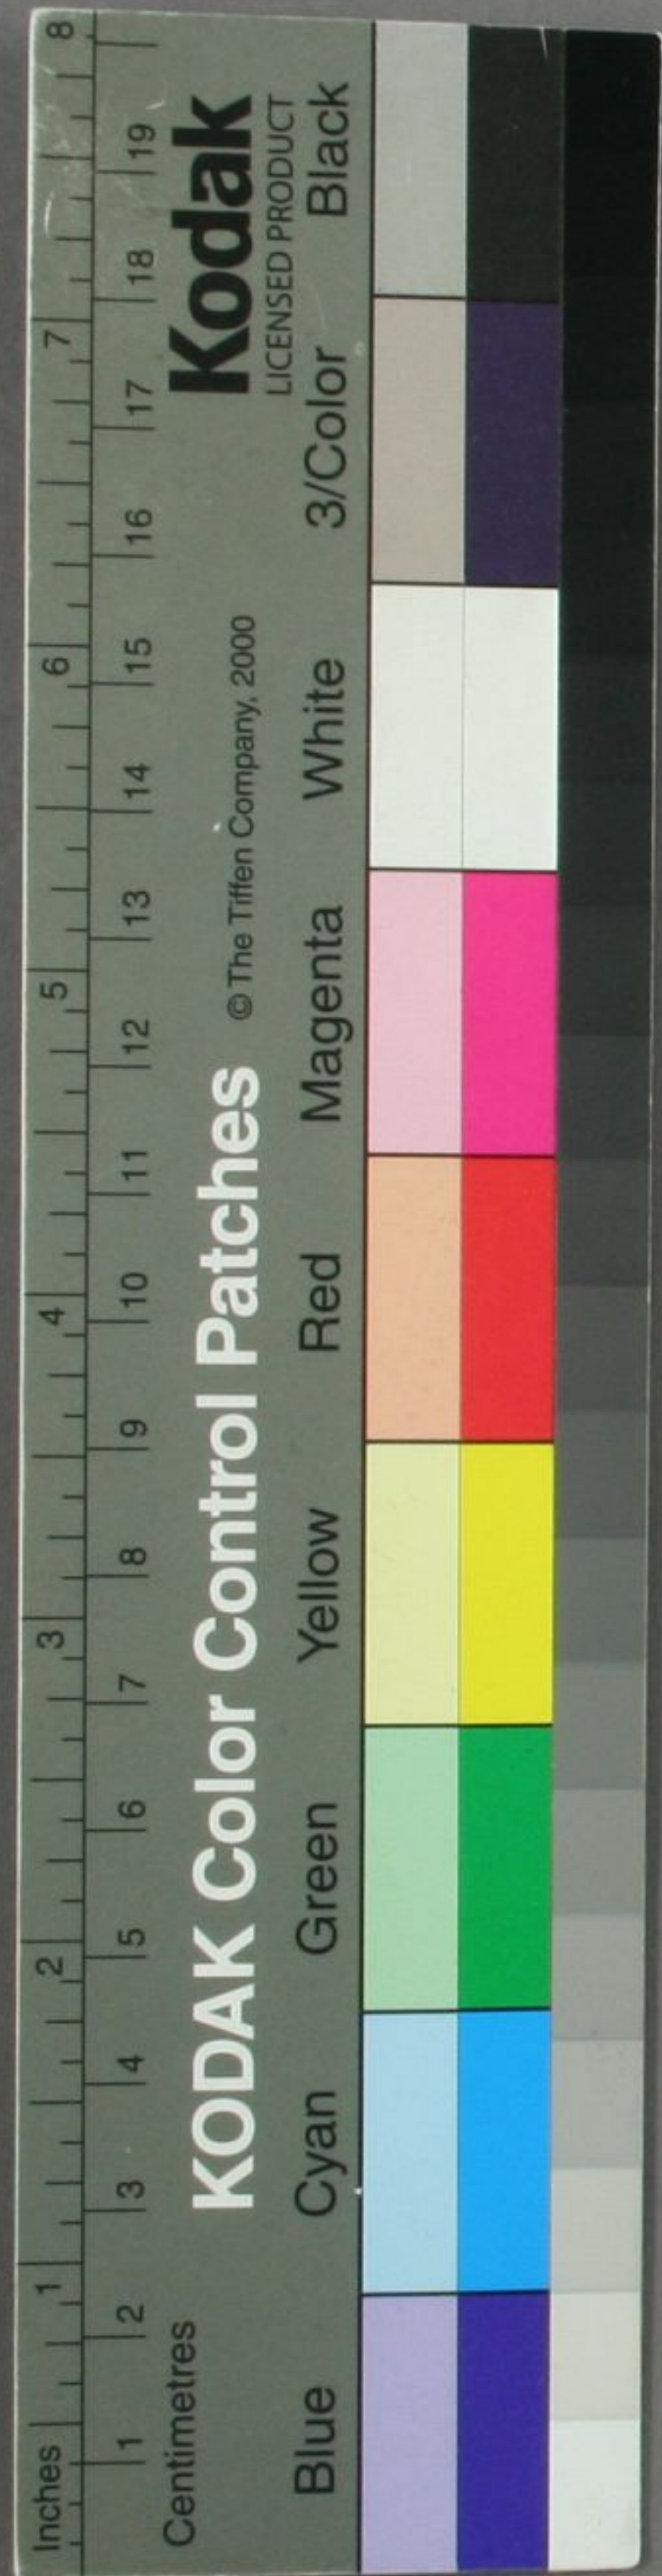 Inches 1 2 3 4 5 6 7 8
Centimetres 1 2 3 4 5 6 7 8 9 10 11 12 13 14 15 16 17 18 19
KODAK Color Control Patches © The Tiffen Company, 2000 Kodak
LICENSED PRODUCT
Blue Cyan Green Yellow Red Magenta White 3/Color Black